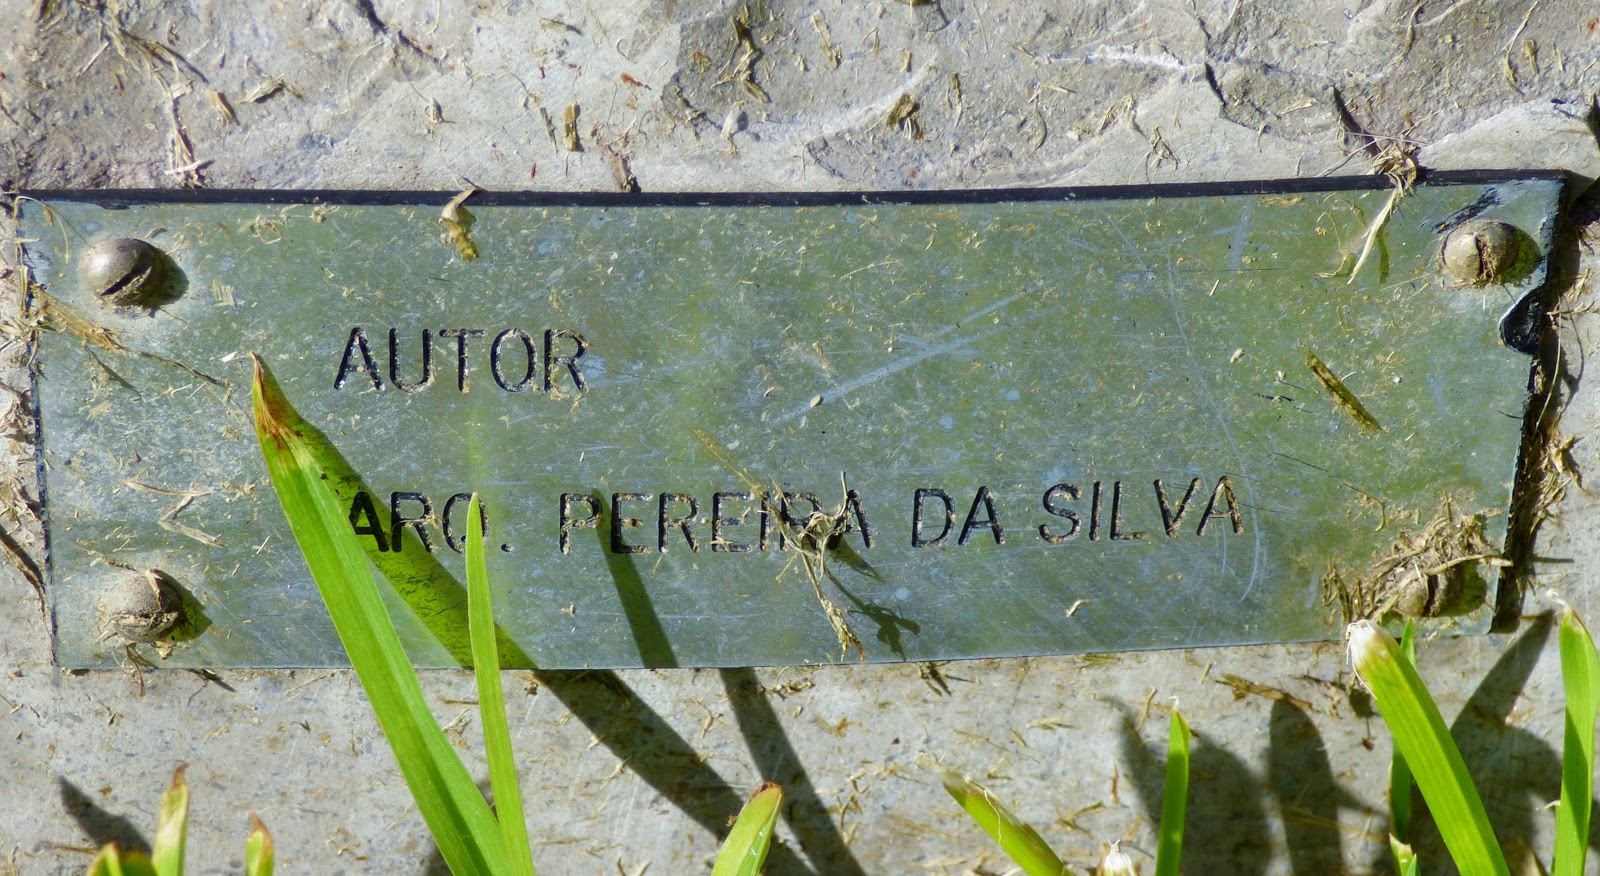 AUTOR
ARQ. PEREIRA DA SILVA